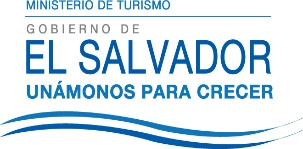 MINISTERIO DE TURISMO
GOBIERNO DE
EL SALVADOR
UNÁMONOS PARA CRECER